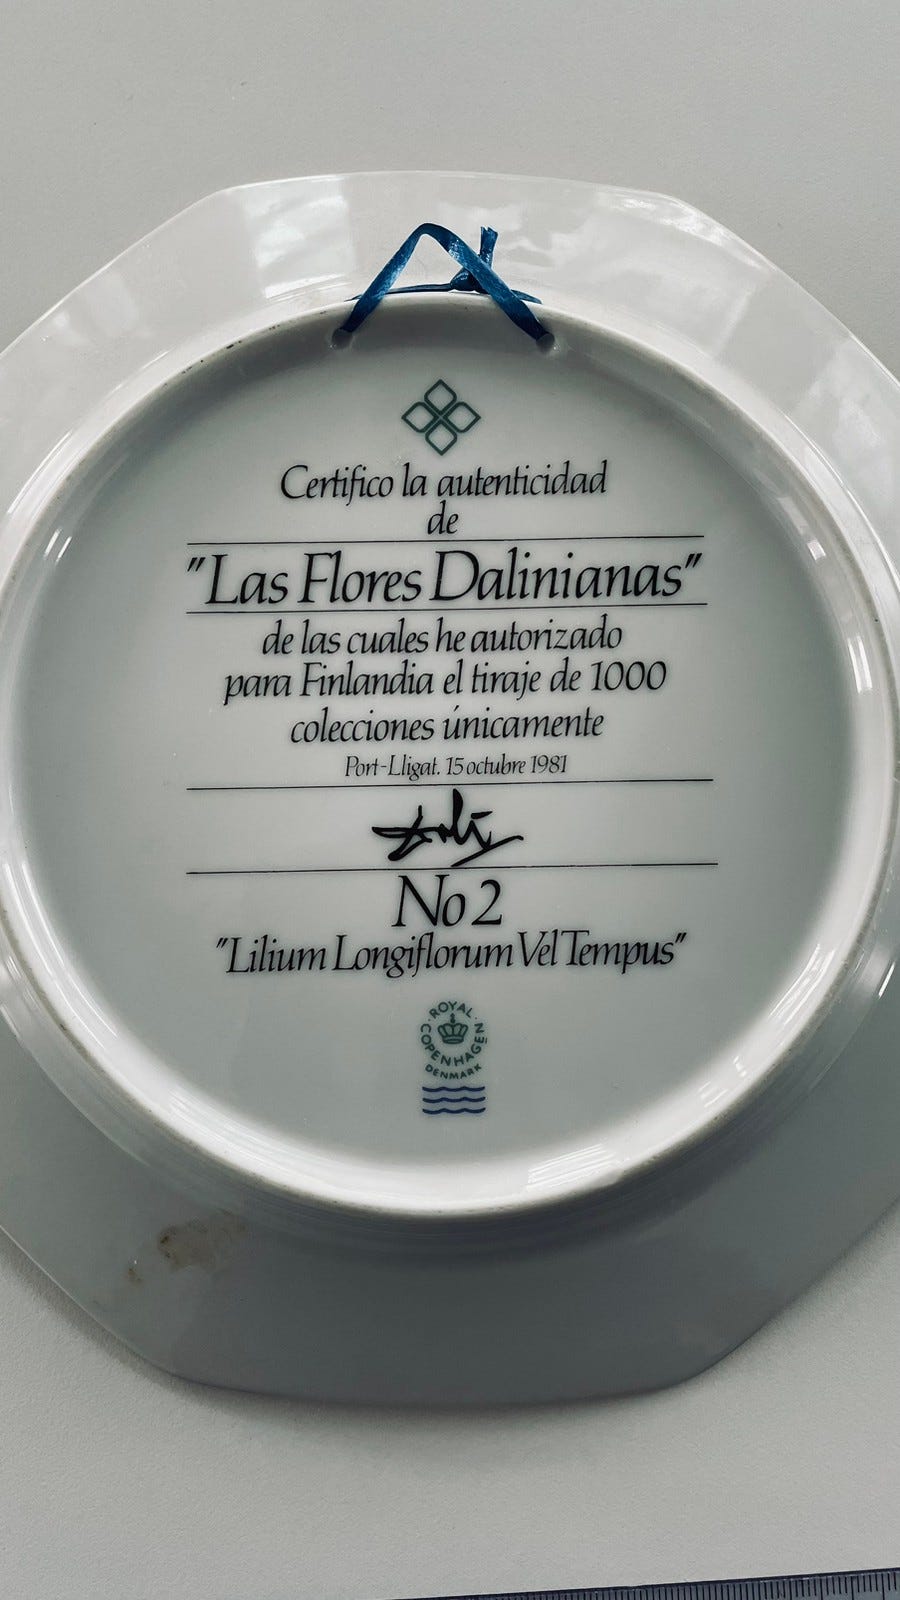 Certifico la autenticidad
de
"Las Flores Dalinianas"
de las cuales he autorizado
para Finlandia el tiraje de 1000
colecciones únicamente
Port-Lligat. 15 octubre 1981
Dalí
No 2
"Lilium Longiflorum Vel Tempus"
ROYAL COPENHAGEN
DENMARK